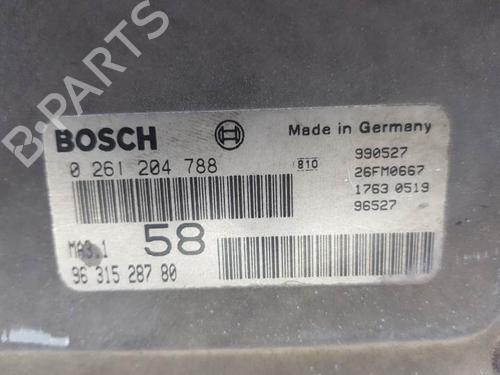 B-PARTS
BOSCH
Made in Germany
0 261 204 788
810
990527
26FM0667
1763 0519
96527
MA3.1
58
96 315 287 80